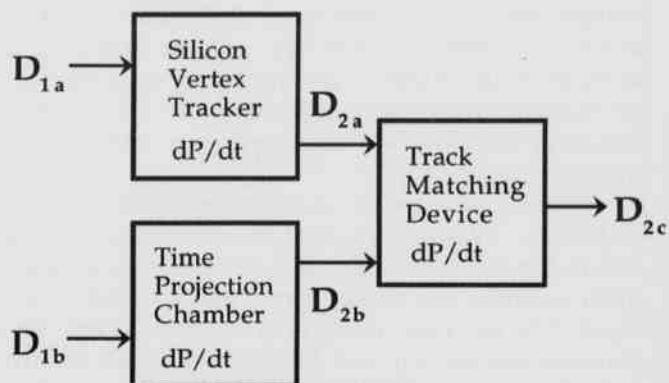 D1a
Silicon
Vertex
Tracker
dP/dt
D2a
Track
Matching
Device
dP/dt
D2c
Time
Projection
Chamber
dP/dt
D2b
D1b